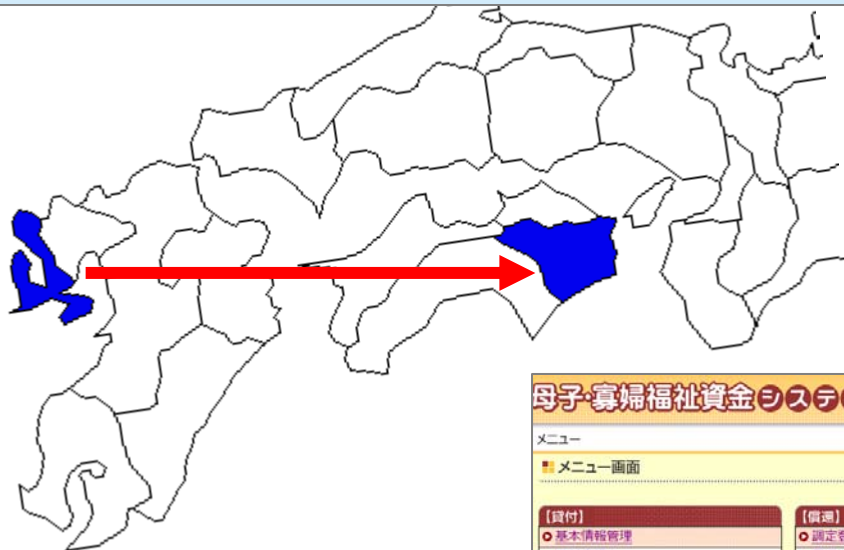 母子・寡婦福祉資金システ
メニュー
メニュー画面
【貸付】
基本情報管理
【償還】
調定